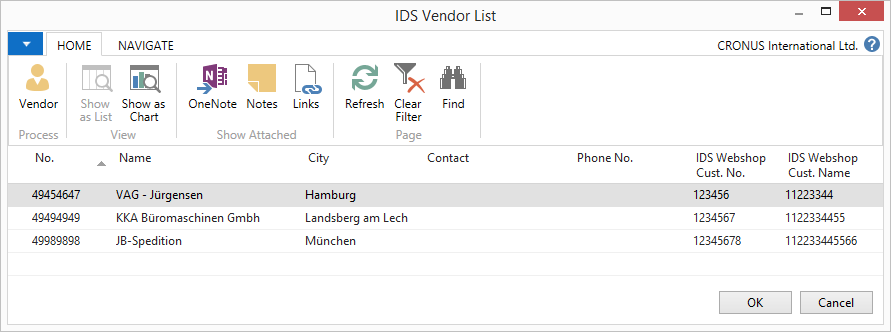 IDS Vendor List
HOME NAVIGATE CRONUS International Ltd. ?
Vendor Show as List Show as Chart OneNote Notes Links Refresh Clear Filter Find
Process View Show Attached Page
No. Name City Contact Phone No. IDS Webshop Cust. No. IDS Webshop Cust. Name
49454647 VAG - Jürgensen Hamburg 123456 11223344
49494949 KKA Büromaschinen Gmbh Landsberg am Lech 1234567 1122334455
49989898 JB-Spedition München 12345678 112233445566
OK Cancel